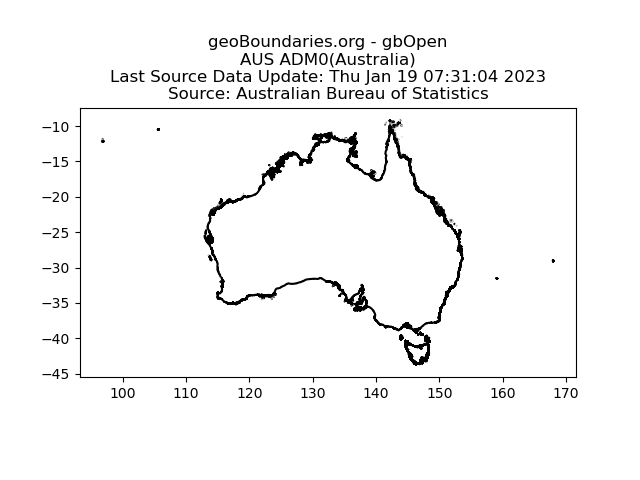 geoBoundaries.org - gbOpen
AUS ADM0(Australia)
Last Source Data Update: Thu Jan 19 07:31:04 2023
Source: Australian Bureau of Statistics
−10
−15
−20
−25
−30
−35
−40
−45
100 110 120 130 140 150 160 170